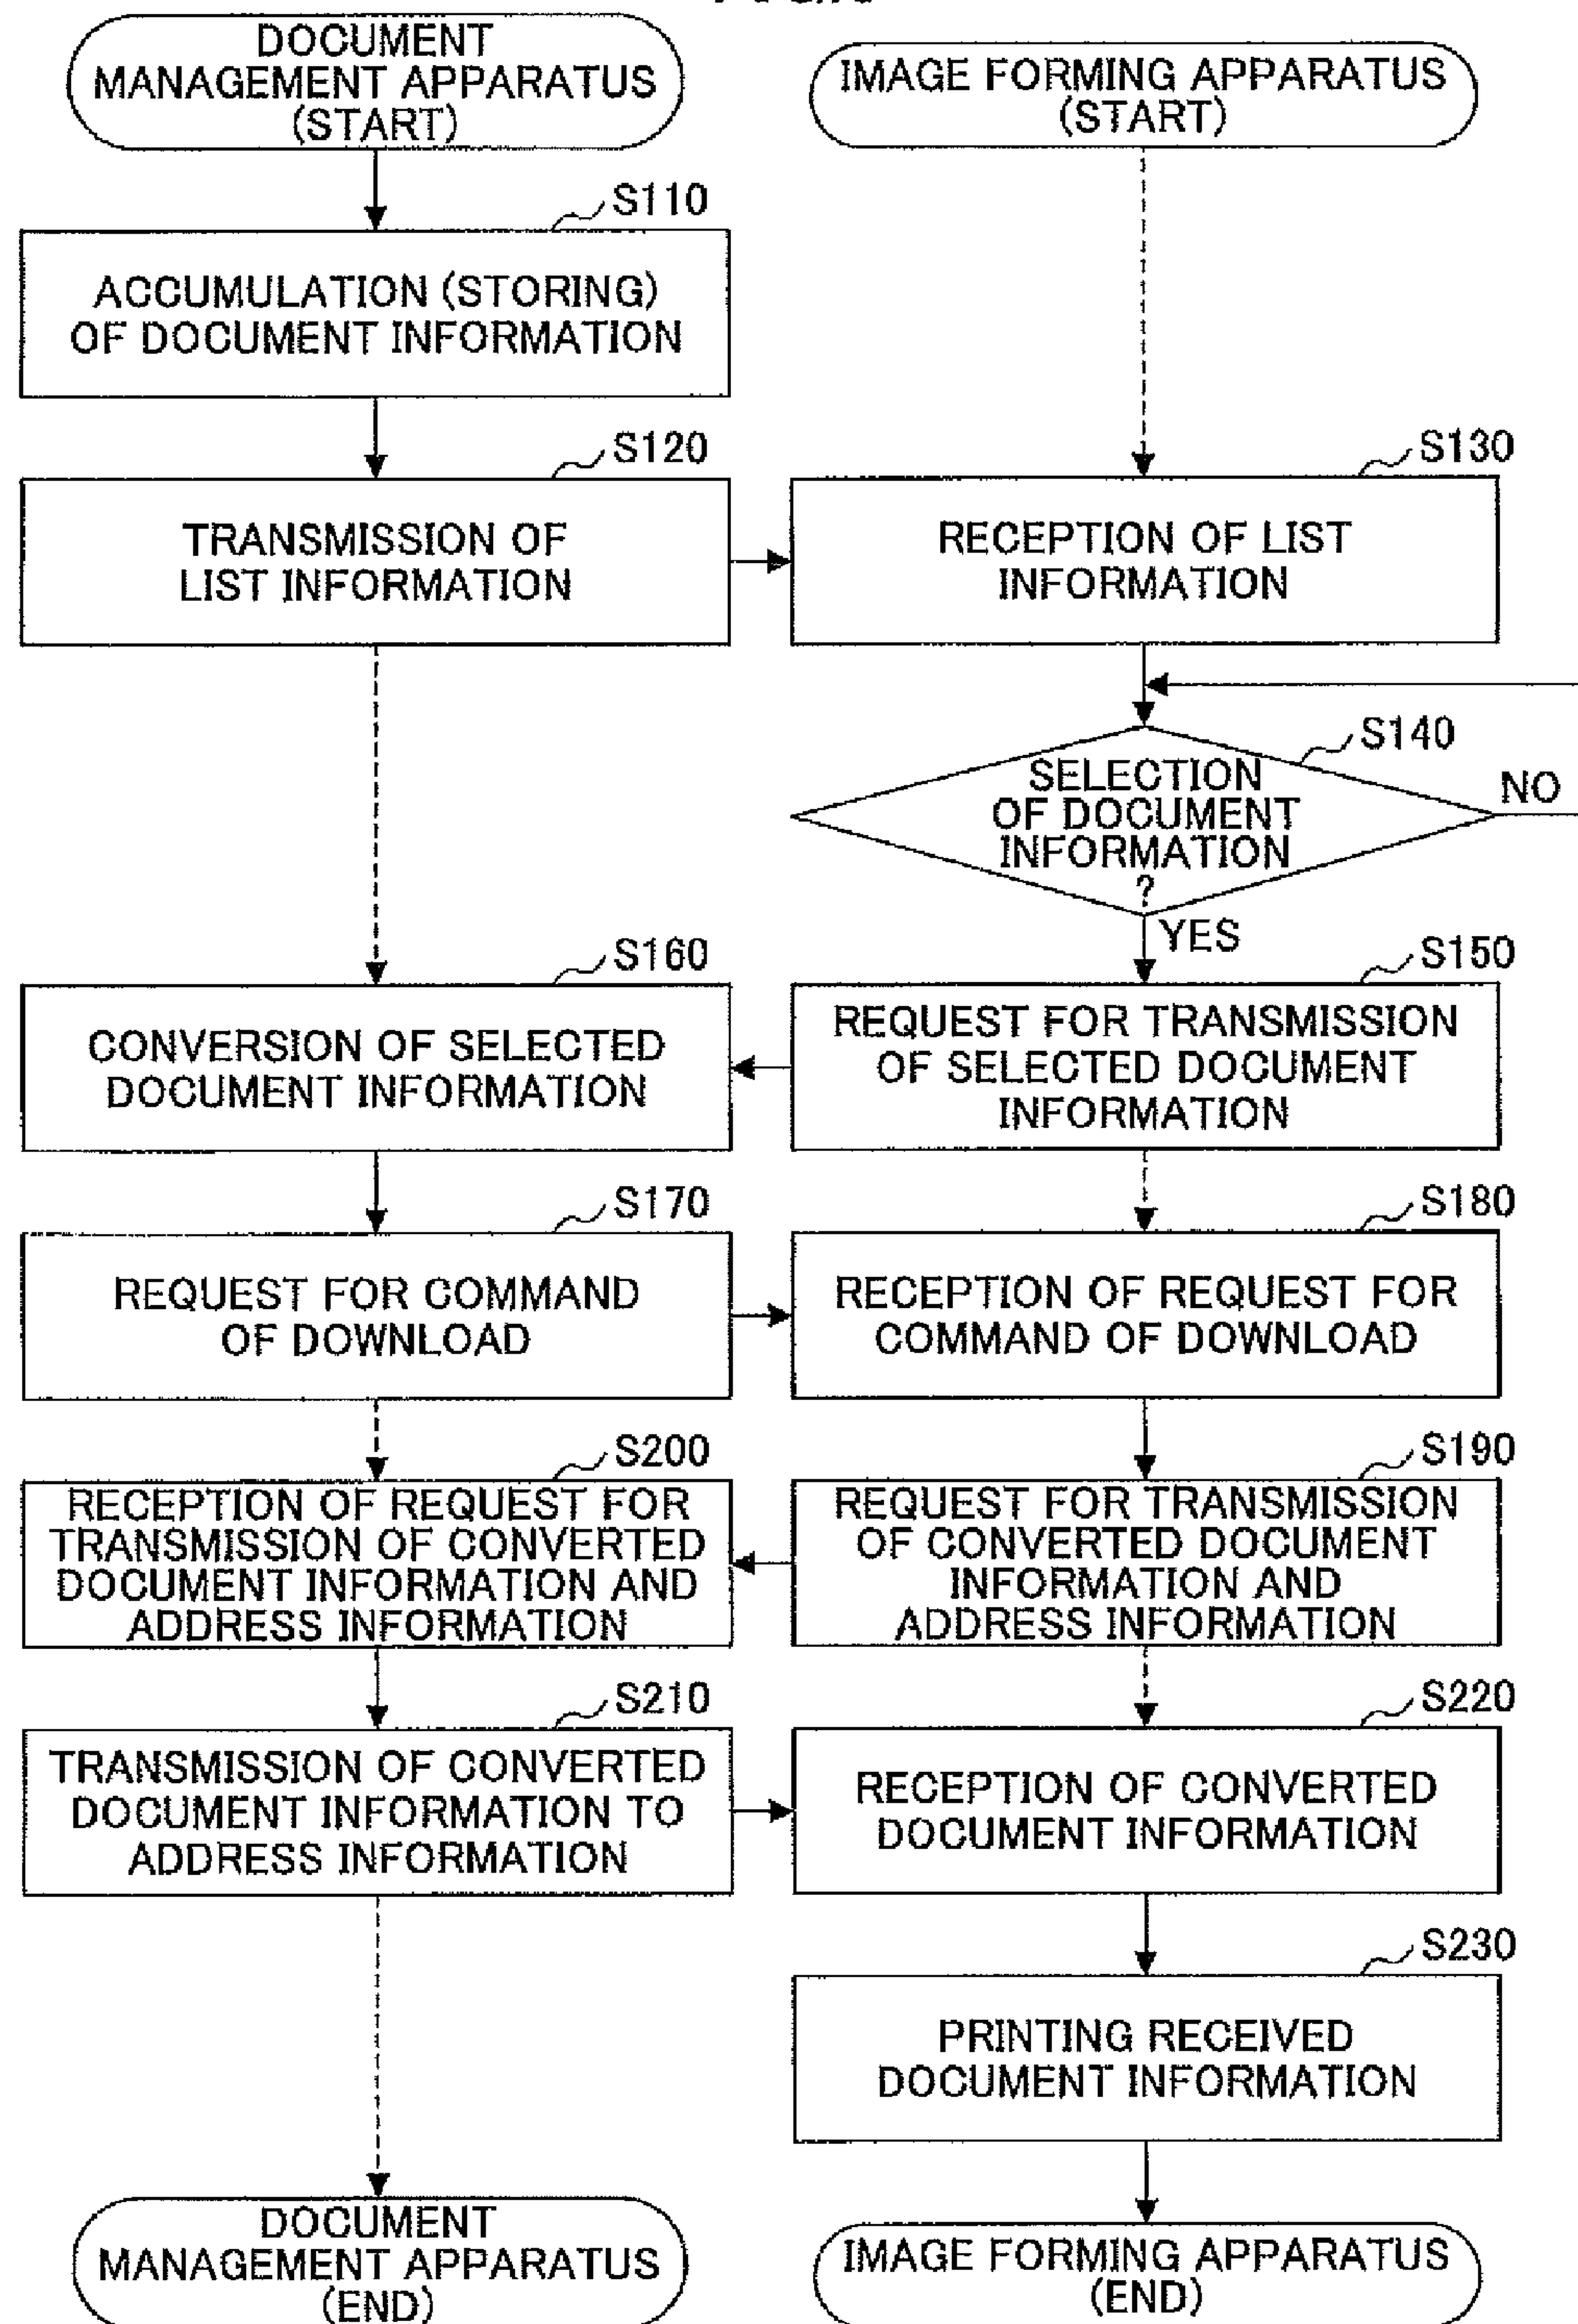 DOCUMENT
MANAGEMENT APPARATUS
(START)
IMAGE FORMING APPARATUS
(START)
S110
ACCUMULATION (STORING)
OF DOCUMENT INFORMATION
S120
TRANSMISSION OF
LIST INFORMATION
S130
RECEPTION OF LIST
INFORMATION
S140
SELECTION
OF DOCUMENT
INFORMATION
?
NO
YES
S160
CONVERSION OF SELECTED
DOCUMENT INFORMATION
S150
REQUEST FOR TRANSMISSION
OF SELECTED DOCUMENT
INFORMATION
S170
REQUEST FOR COMMAND
OF DOWNLOAD
S180
RECEPTION OF REQUEST FOR
COMMAND OF DOWNLOAD
S200
RECEPTION OF REQUEST FOR
TRANSMISSION OF CONVERTED
DOCUMENT INFORMATION AND
ADDRESS INFORMATION
S190
REQUEST FOR TRANSMISSION
OF CONVERTED DOCUMENT
INFORMATION AND
ADDRESS INFORMATION
S210
TRANSMISSION OF CONVERTED
DOCUMENT INFORMATION TO
ADDRESS INFORMATION
S220
RECEPTION OF CONVERTED
DOCUMENT INFORMATION
S230
PRINTING RECEIVED
DOCUMENT INFORMATION
DOCUMENT
MANAGEMENT APPARATUS
(END)
IMAGE FORMING APPARATUS
(END)